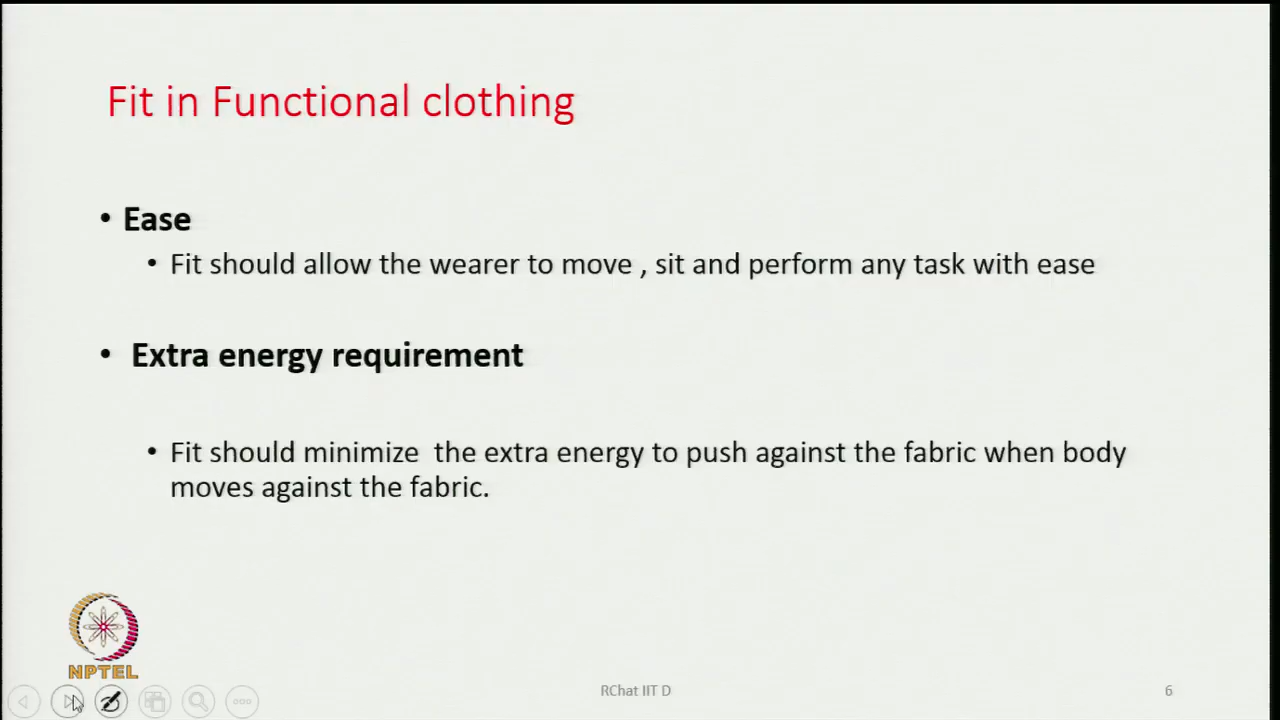 Fit in Functional clothing
• Ease
• Fit should allow the wearer to move , sit and perform any task with ease
• Extra energy requirement
• Fit should minimize  the extra energy to push against the fabric when body
moves against the fabric.
NPTEL
RChat IIT D
6